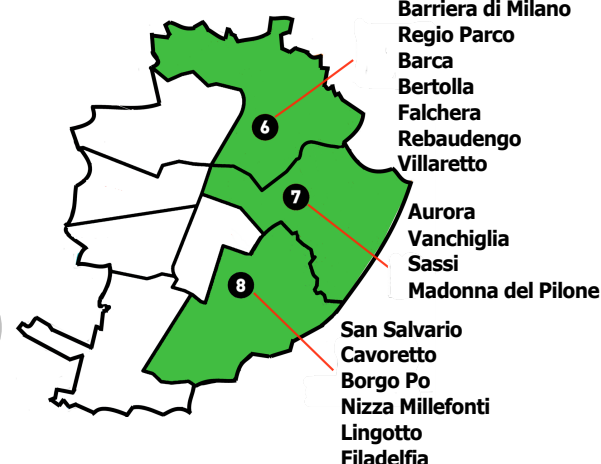 Barriera di Milano
Regio Parco
Barca
Bertolla
Falchera
Rebaudengo
Villaretto
6
7
Aurora
Vanchiglia
Sassi
Madonna del Pilone
8
San Salvario
Cavoretto
Borgo Po
Nizza Millefonti
Lingotto
Filadelfia